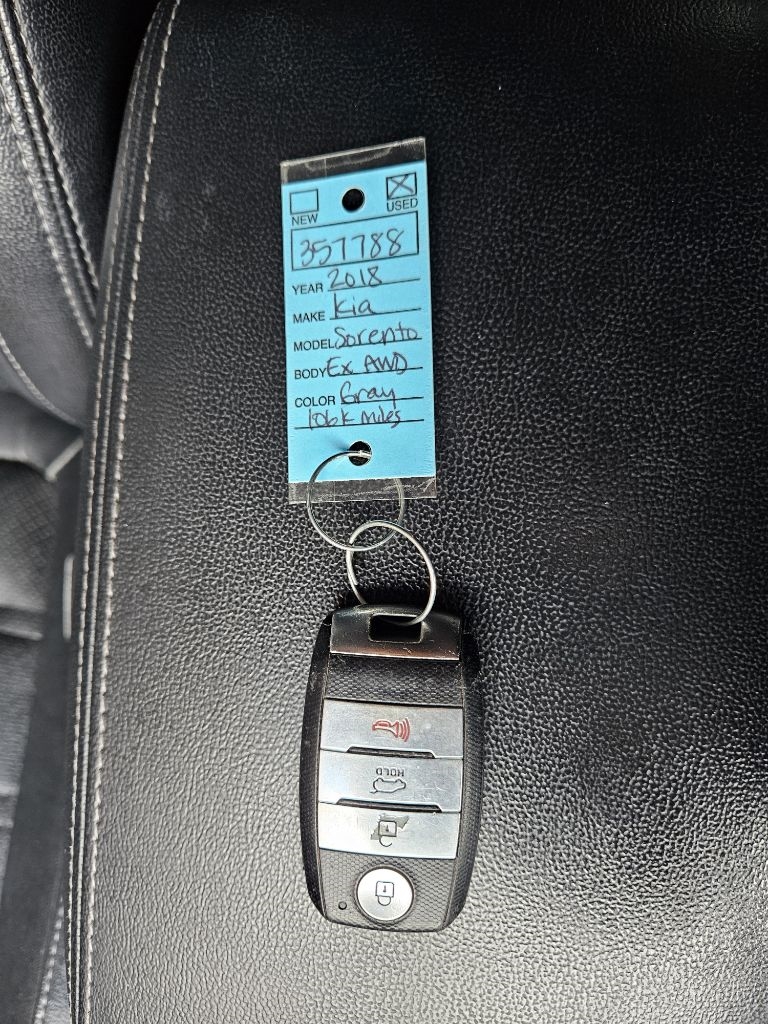 NEW USED
357788
YEAR 2018
MAKE Kia
MODEL Sorento
BODY Ex AWD
COLOR Gray
106k miles
HOLD